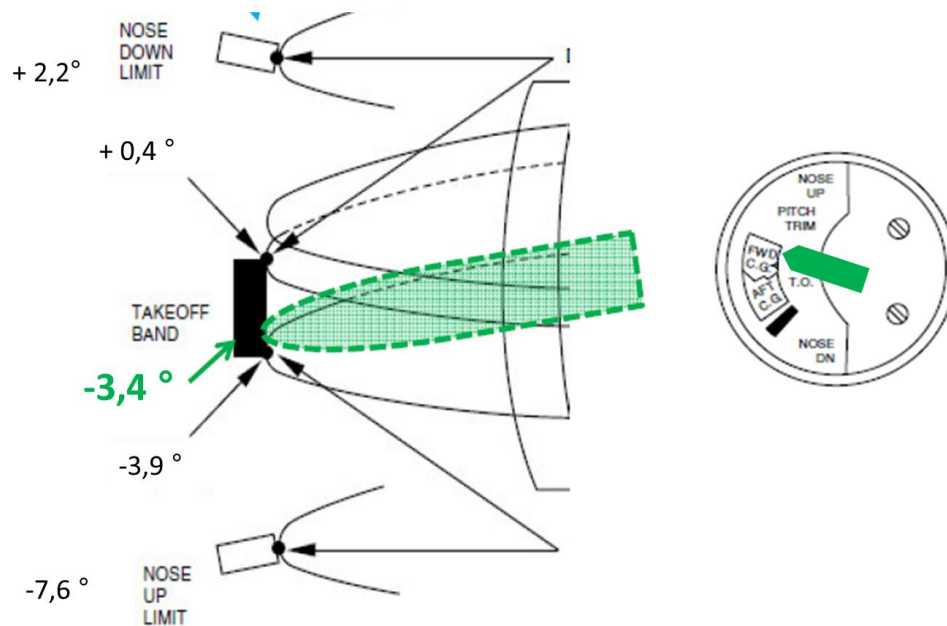 NOSE
DOWN
LIMIT
+ 2,2°
+ 0,4 °
TAKEOFF
BAND
-3,4 °
-3,9 °
-7,6 °
NOSE
UP
LIMIT
NOSE
UP
PITCH
TRIM
FWD
C.G.
T.O.
AFT
C.G.
NOSE
DN